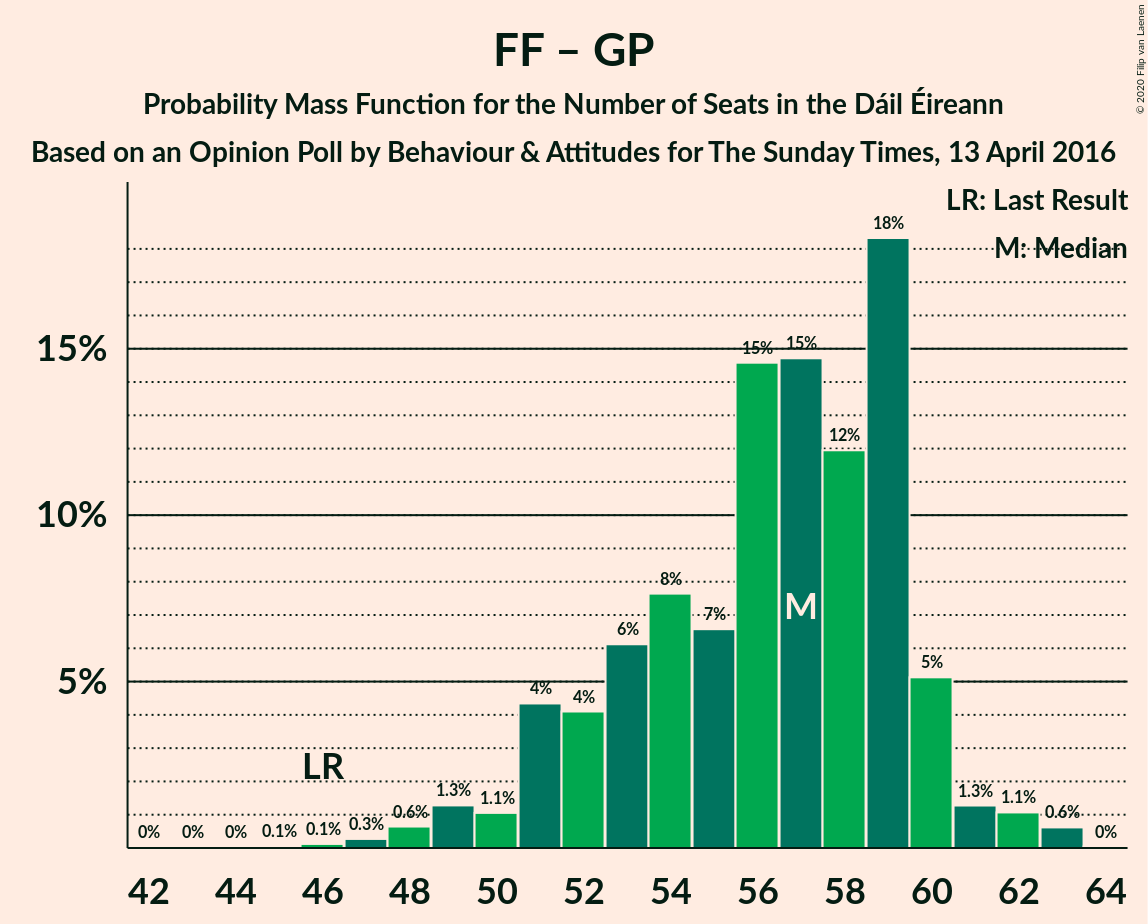 FF – GP
Probability Mass Function for the Number of Seats in the Dáil Éireann
Based on an Opinion Poll by Behaviour & Attitudes for The Sunday Times, 13 April 2016
© 2020 Filip van Laenen
LR: Last Result
M: Median
15%
10%
5%
0%
0%
0%
0.1%
0.1%
0.3%
0.6%
1.3%
1.1%
4%
4%
6%
8%
7%
15%
15%
12%
18%
5%
1.3%
1.1%
0.6%
0%
LR
M
42 44 46 48 50 52 54 56 58 60 62 64